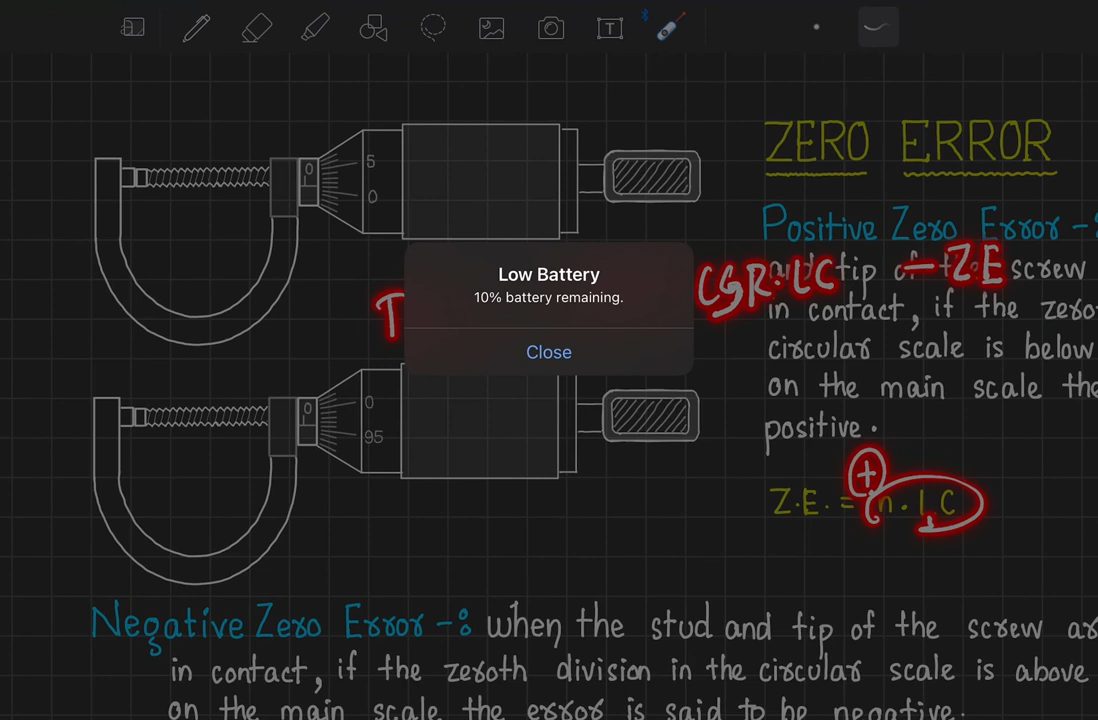 T
ZERO ERROR
5
0
0
Positive Zero Error -:
tip of screw
CSR·LC - ZE
Low Battery
10% battery remaining.
Close
in contact, if the zero
circular scale is below
on the main scale the
positive.
0
0
95
+
Z.E. = n.LC
Negative Zero Error -: when the stud and tip of the screw ar
in contact, if the zeroth division in the circular scale is above
on the main scale the error is said to be negative.